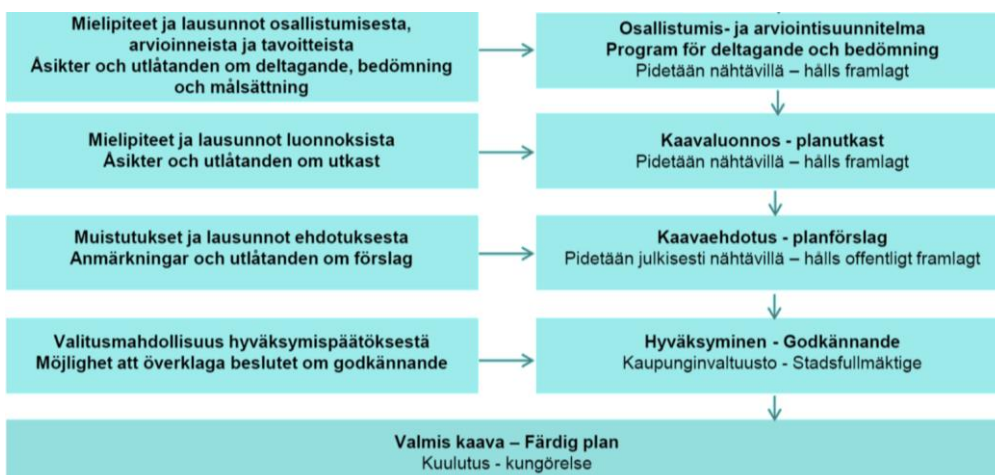 Mielipiteet ja lausunnot osallistumisesta,
arvioinneista ja tavoitteista
Åsikter och utlåtanden om deltagande, bedömning
och målsättning
Osallistumis- ja arviointisuunnitelma
Program för deltagande och bedömning
Pidetään nähtävillä – hålls framlagt
Mielipiteet ja lausunnot luonnoksista
Åsikter och utlåtanden om utkast
Kaavaluonnos - planutkast
Pidetään nähtävillä – hålls framlagt
Muistutukset ja lausunnot ehdotuksesta
Anmärkningar och utlåtanden om förslag
Kaavaehdotus - planförslag
Pidetään julkisesti nähtävillä – hålls offentligt framlagt
Valitusmahdollisuus hyväksymispäätöksestä
Möjlighet att överklaga beslutet om godkännande
Hyväksyminen - Godkännande
Kaupunginvaltuusto - Stadsfullmäktige
Valmis kaava – Färdig plan
Kuulutus - kungörelse